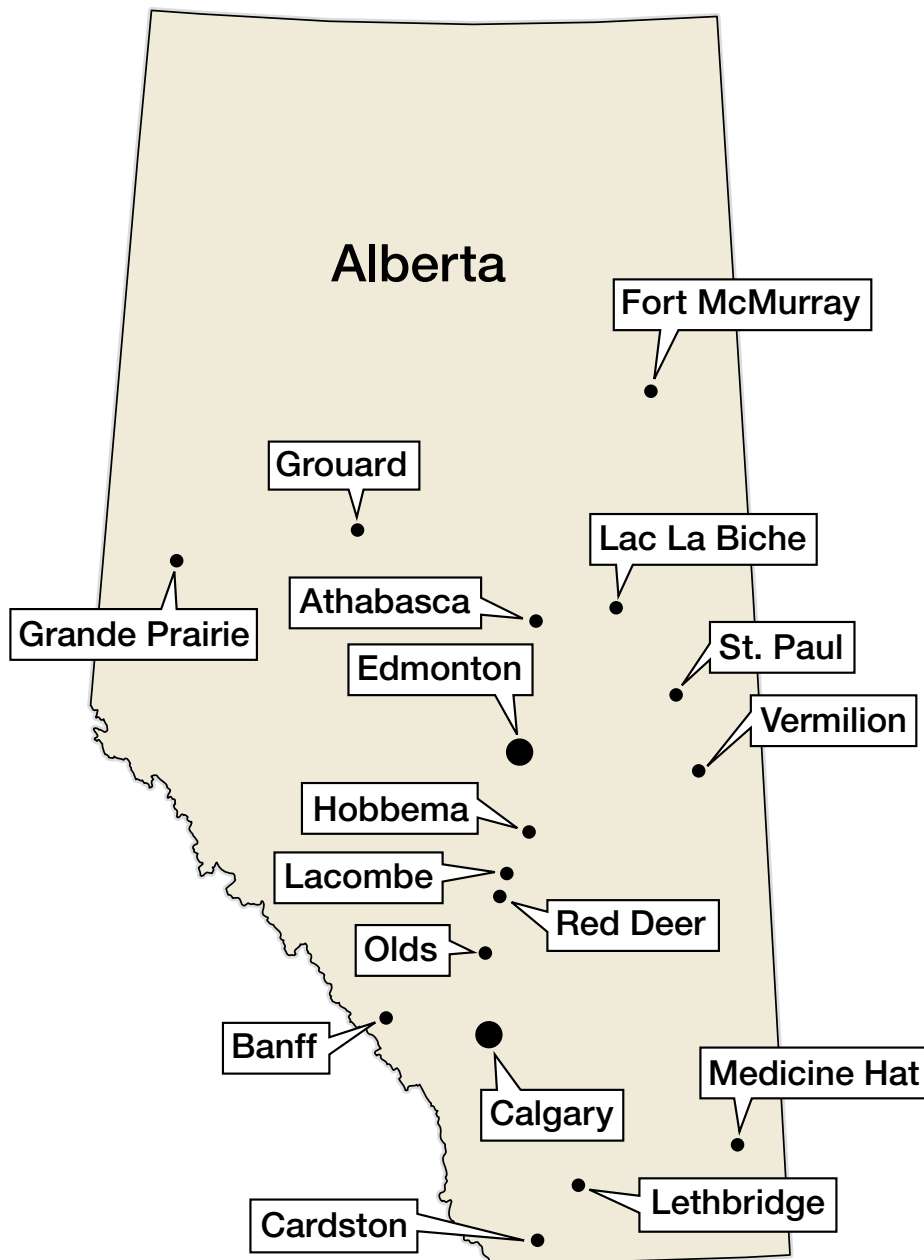 Alberta
Fort McMurray
Grouard
Lac La Biche
Athabasca
Grande Prairie
St. Paul
Edmonton
Vermilion
Hobbema
Lacombe
Red Deer
Olds
Banff
Medicine Hat
Calgary
Lethbridge
Cardston